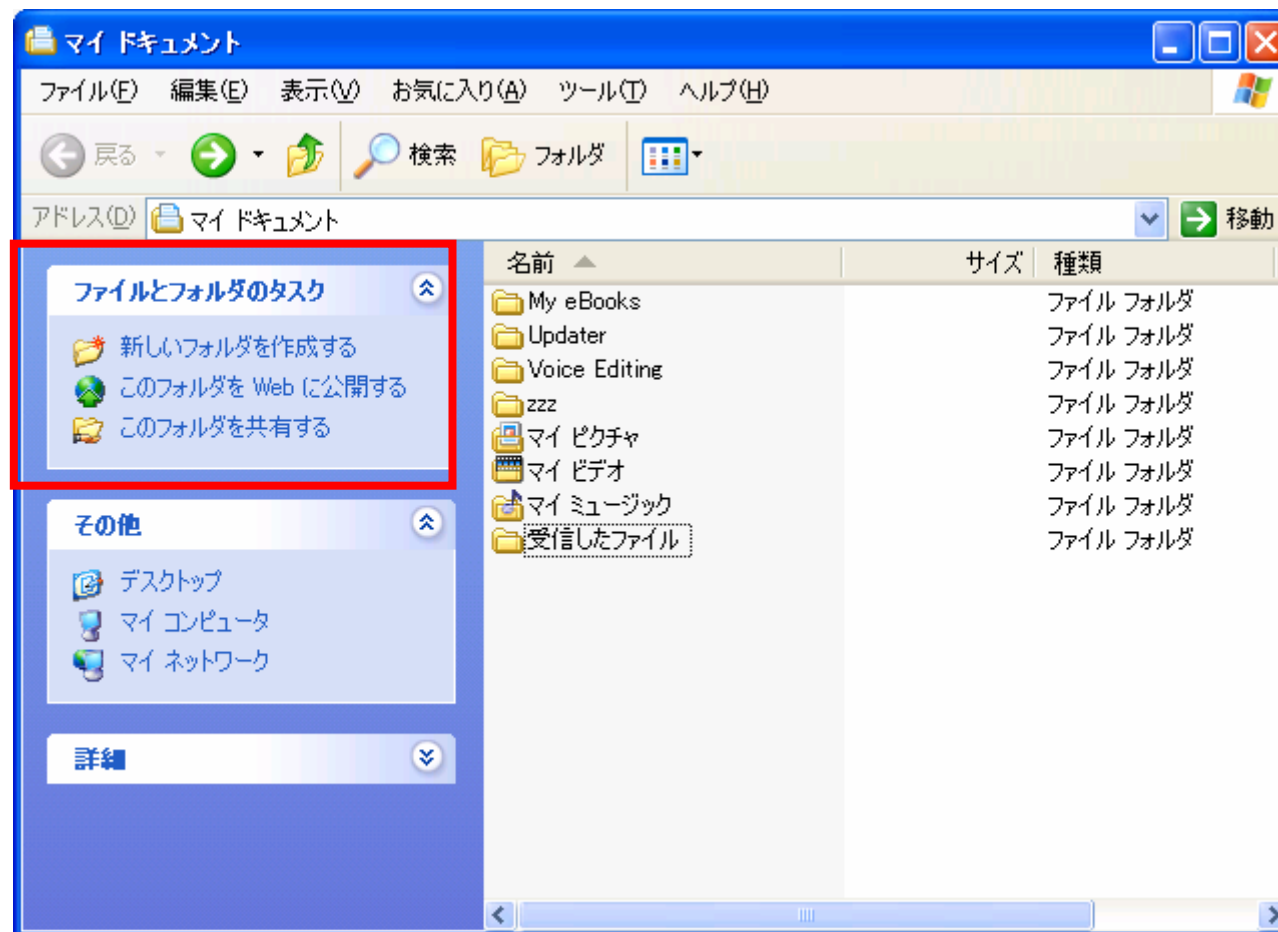 マイ ドキュメント
ファイル(F) 編集(E) 表示(V) お気に入り(A) ツール(T) ヘルプ(H)
戻る 検索 フォルダ
アドレス(D) マイ ドキュメント 移動
ファイルとフォルダのタスク
新しいフォルダを作成する
このフォルダを Web に公開する
このフォルダを共有する
その他
デスクトップ
マイ コンピュータ
マイ ネットワーク
詳細
名前 サイズ 種類
My eBooks ファイル フォルダ
Updater ファイル フォルダ
Voice Editing ファイル フォルダ
zzz ファイル フォルダ
マイ ピクチャ ファイル フォルダ
マイ ビデオ ファイル フォルダ
マイ ミュージック ファイル フォルダ
受信したファイル ファイル フォルダ